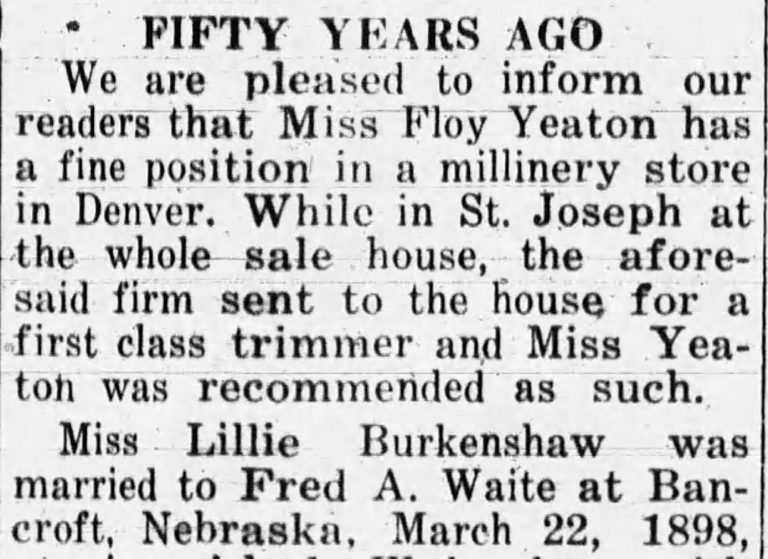 FIFTY YEARS AGO
We are pleased to inform our
readers that Miss Floy Yeaton has
a fine position in a millinery store
in Denver. While in St. Joseph at
the whole sale house, the afore-
said firm sent to the house for a
first class trimmer and Miss Yea-
ton was recommended as such.
Miss Lillie Burkenshaw was
married to Fred A. Waite at Ban-
croft, Nebraska, March 22, 1898,